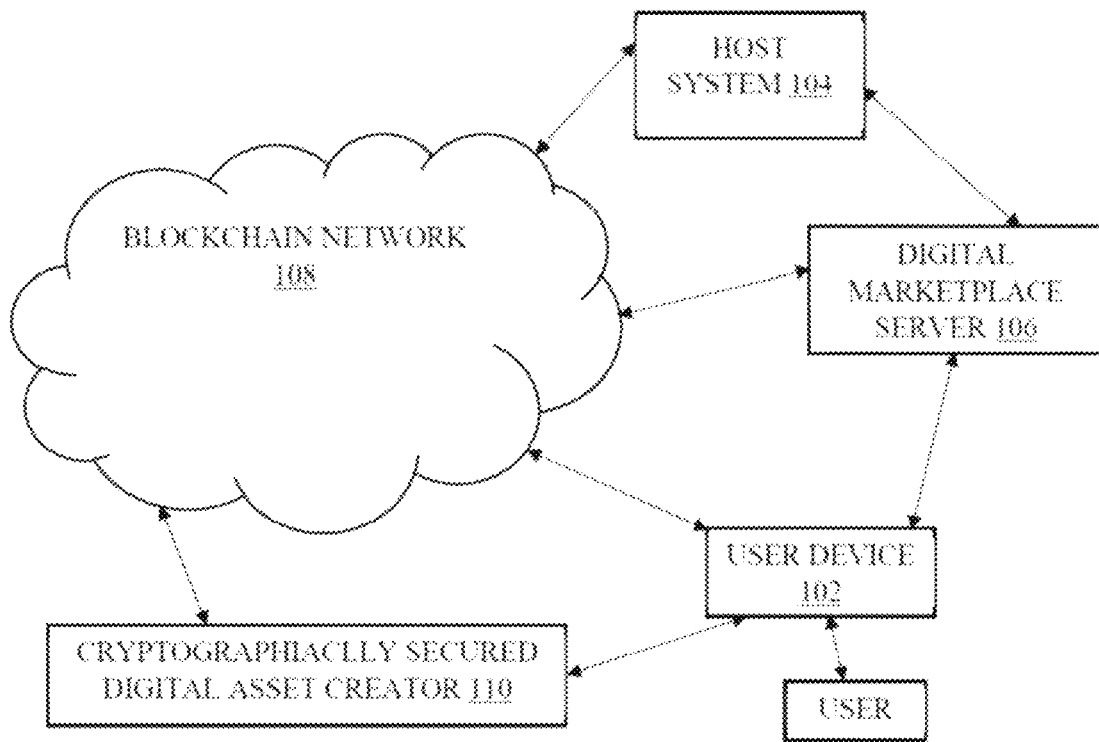 HOST
SYSTEM 104
BLOCKCHAIN NETWORK
108
DIGITAL
MARKETPLACE
SERVER 106
USER DEVICE
102
CRYPTOGRAPHIACLLY SECURED
DIGITAL ASSET CREATOR 110
USER